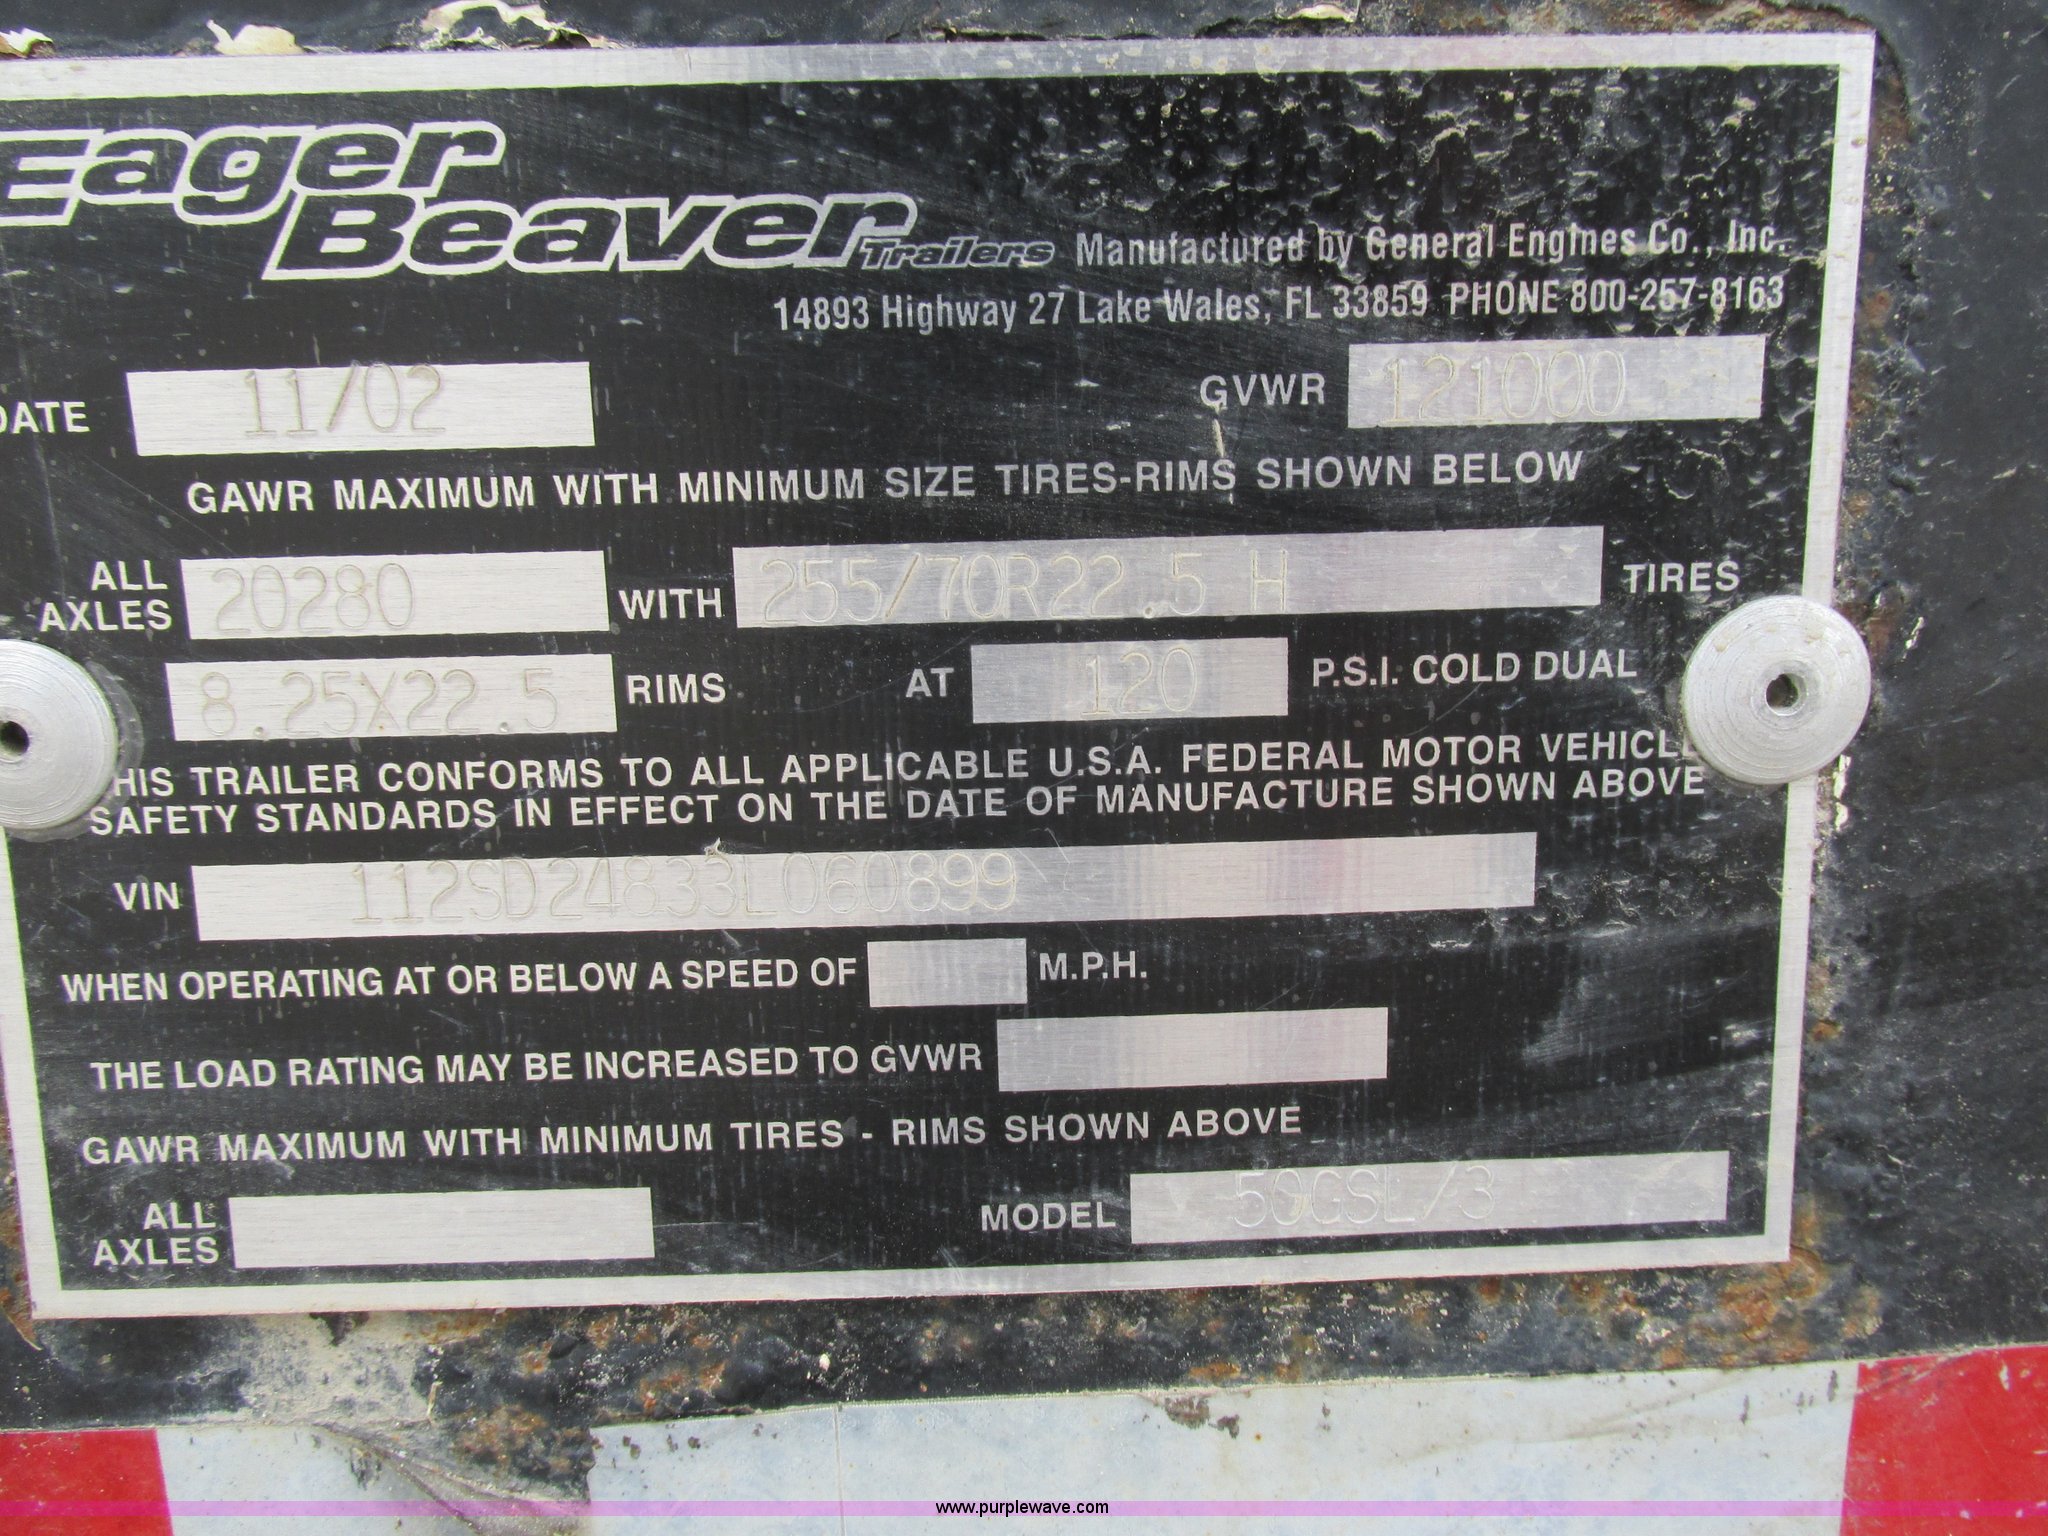 Eager
Beaver Trailers Manufactured by General Engines Co., Inc.
14893 Highway 27 Lake Wales, FL 33859 PHONE 800-257-8163
DATE 11/02 GVWR 121000
GAWR MAXIMUM WITH MINIMUM SIZE TIRES-RIMS SHOWN BELOW
ALL AXLES 20280 WITH 255/70R22.5 H TIRES
8.25X22.5 RIMS AT 120 P.S.I. COLD DUAL
THIS TRAILER CONFORMS TO ALL APPLICABLE U.S.A. FEDERAL MOTOR VEHICLE
SAFETY STANDARDS IN EFFECT ON THE DATE OF MANUFACTURE SHOWN ABOVE
VIN 112SD24833L060899
WHEN OPERATING AT OR BELOW A SPEED OF M.P.H.
THE LOAD RATING MAY BE INCREASED TO GVWR
GAWR MAXIMUM WITH MINIMUM TIRES - RIMS SHOWN ABOVE
ALL AXLES MODEL 50GSL/3
www.purplewave.com